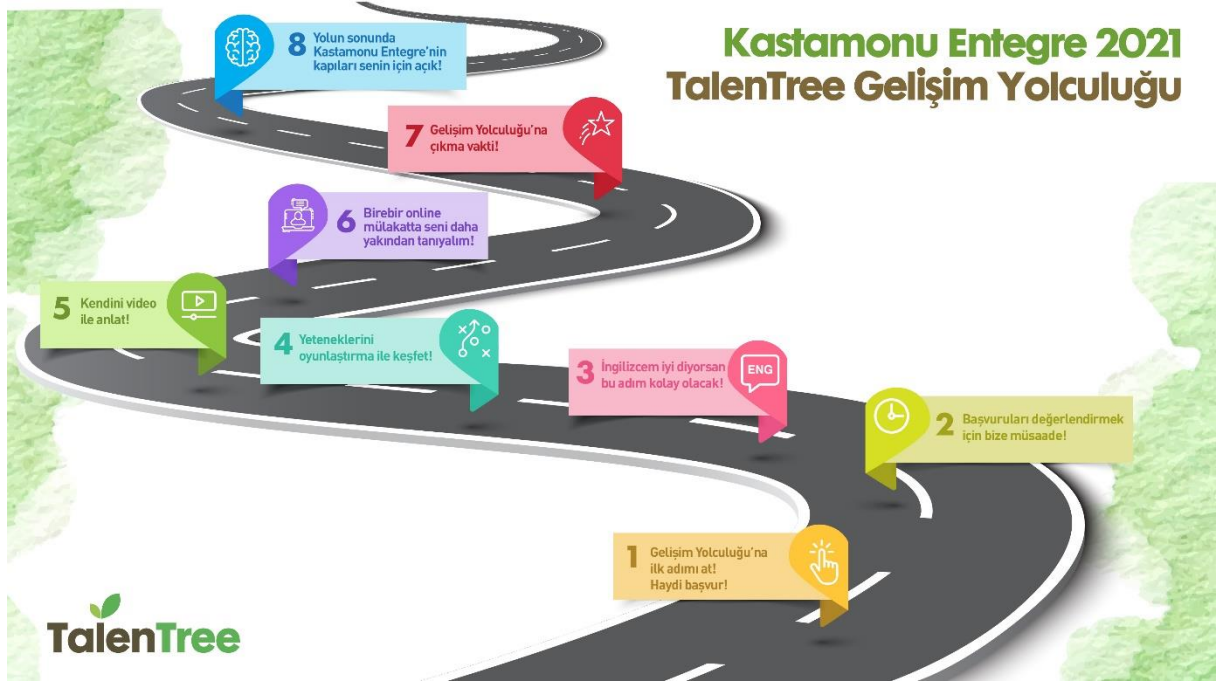 Kastamonu Entegre 2021
TalenTree Gelişim Yolculuğu
8 Yolun sonunda
Kastamonu Entegre'nin
kapıları senin için açık!
7 Gelişim Yolculuğu'na
çıkma vakti!
6 Birebir online
mülakatta seni daha
yakından tanıyalım!
5 Kendini video
ile anlat!
4 Yeteneklerini
oyunlaştırma ile keşfet!
3 İngilizcem iyi diyorsan
bu adım kolay olacak!
ENG
2 Başvuruları değerlendirmek
için bize müsaade!
1 Gelişim Yolculuğu'na
ilk adımı at!
Haydi başvur!
TalenTree